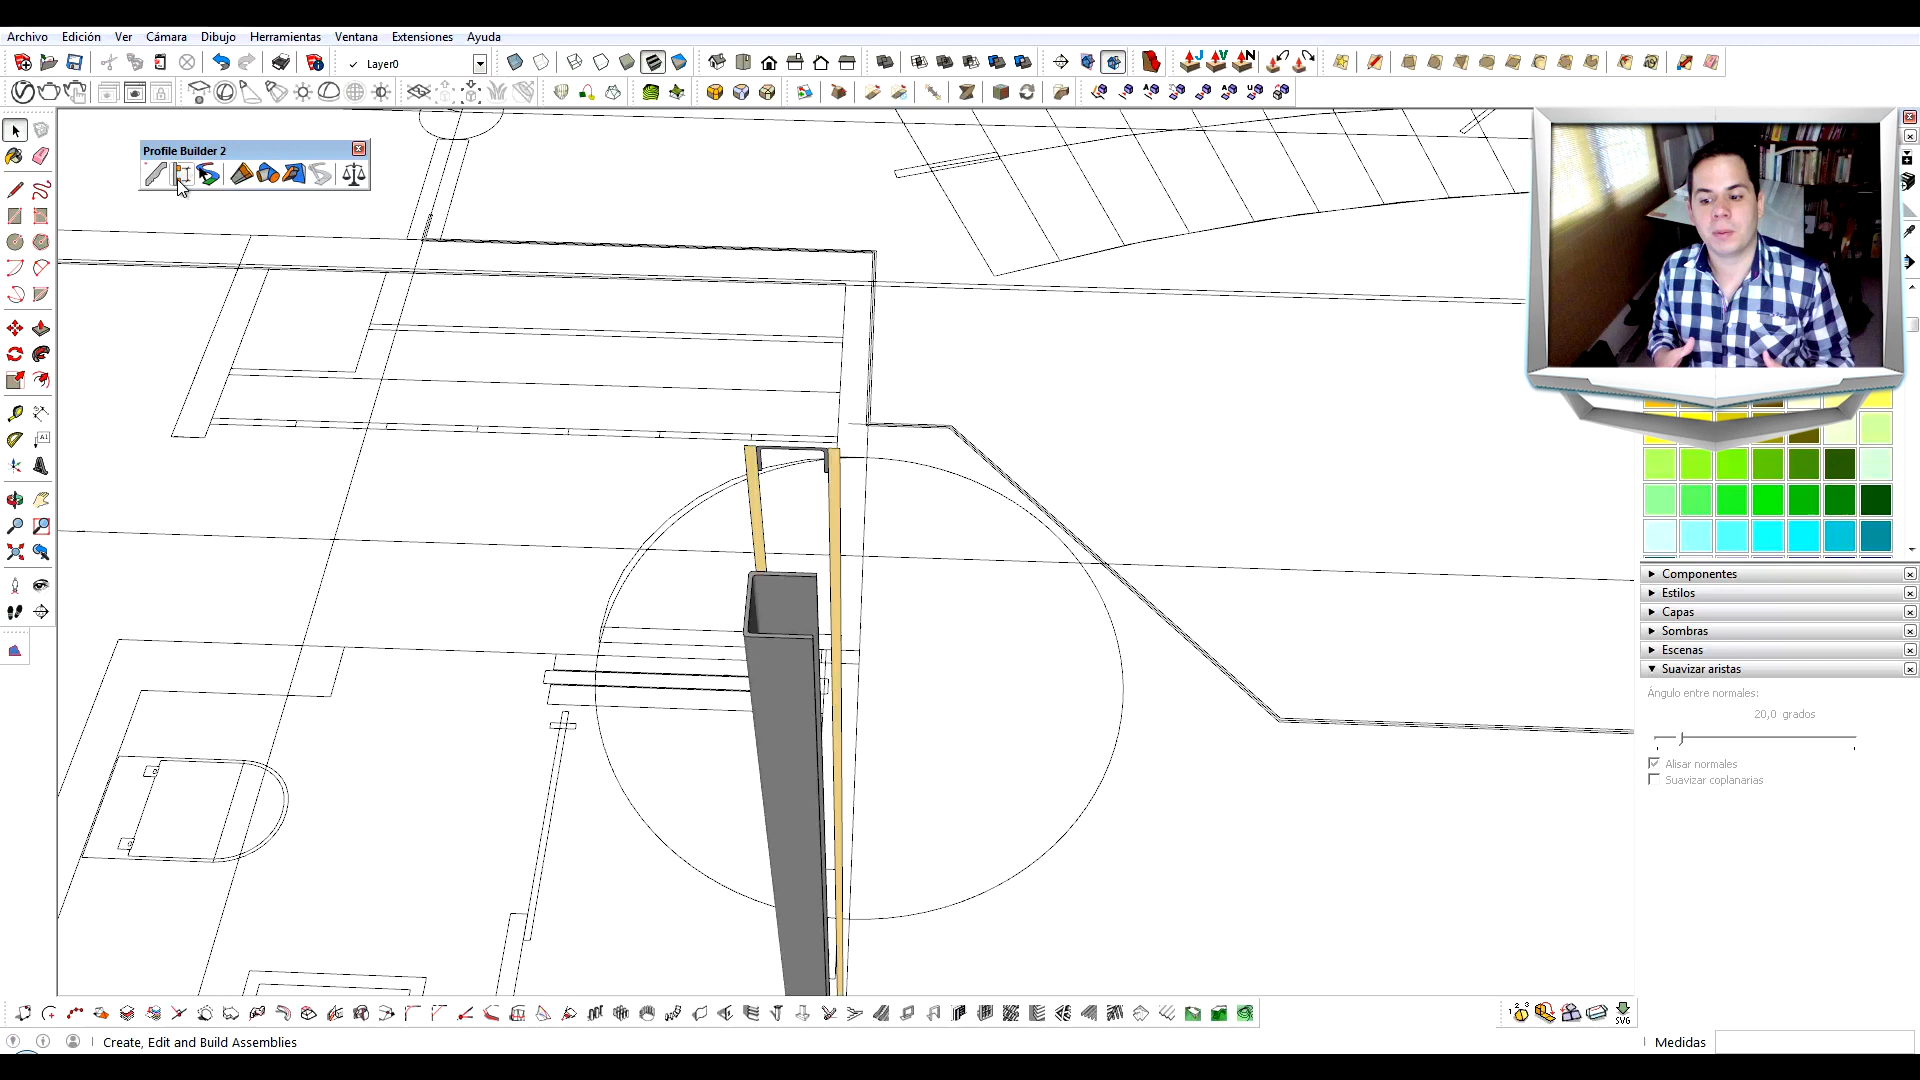 Archivo Edición Ver Cámara Dibujo Herramientas Ventana Extensiones Ayuda
Layer0
Profile Builder 2
Componentes
Estilos
Capas
Sombras
Escenas
Suavizar aristas
Ángulo entre normales:
20,0 grados
Alisar normales
Suavizar coplanarias
SVG
Create, Edit and Build Assemblies
Medidas